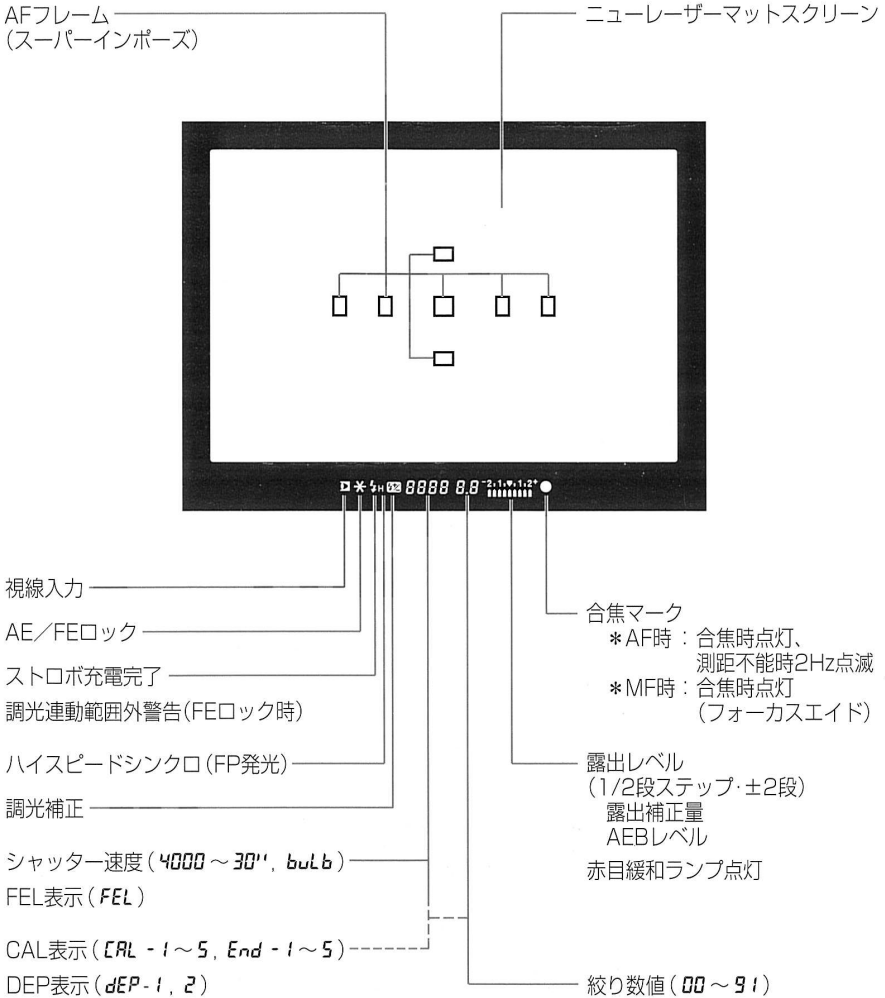 AFフレーム
(スーパーインポーズ)
ニューレーザーマットスクリーン
8888 8.8 -2.1.▼.1.2+
視線入力
AE／FEロック
ストロボ充電完了
調光連動範囲外警告(FEロック時)
ハイスピードシンクロ(FP発光)
調光補正
シャッター速度(4000～30'', buLb)
FEL表示(FEL)
CAL表示(CAL -1～5, End -1～5)
DEP表示(dEP-1, 2)
合焦マーク
＊AF時：合焦時点灯、
測距不能時2Hz点滅
＊MF時：合焦時点灯
(フォーカスエイド)
露出レベル
(1/2段ステップ･±2段)
露出補正量
AEBレベル
赤目緩和ランプ点灯
絞り数値(00～91)